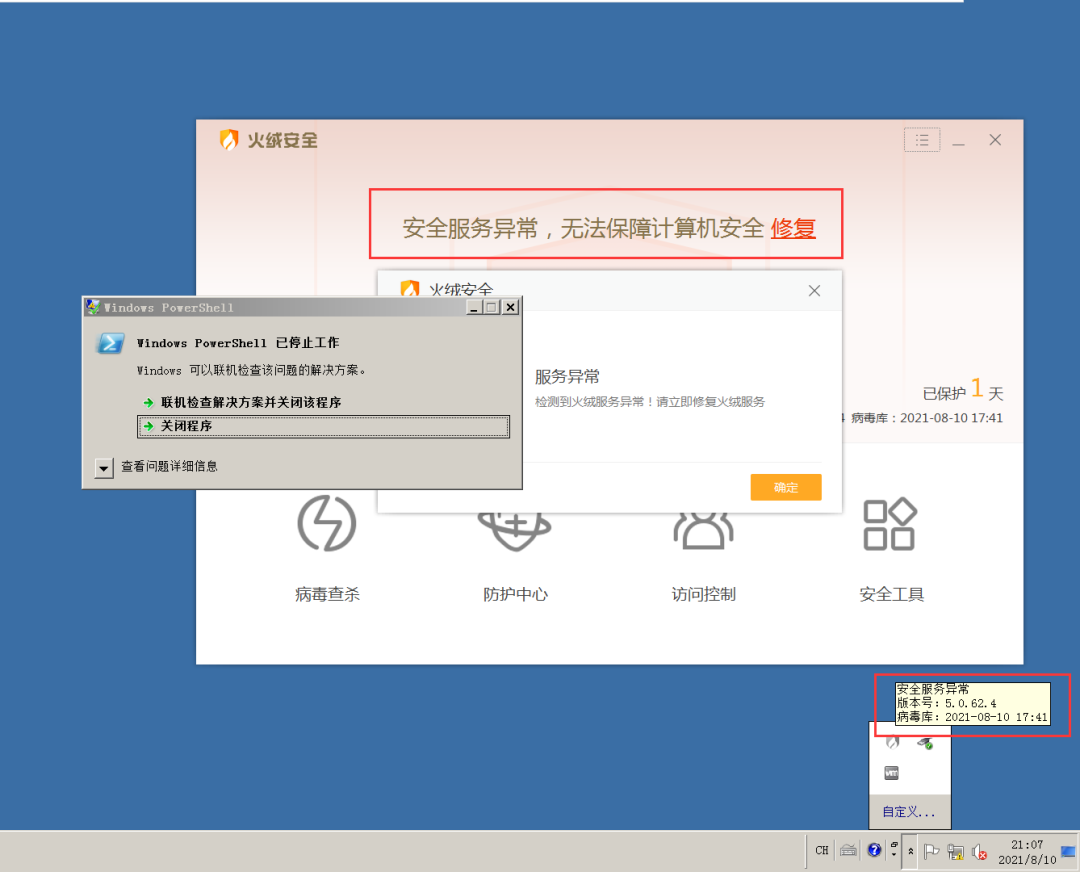 火绒安全
安全服务异常，无法保障计算机安全 修复
火绒安全
Windows PowerShell
Windows PowerShell 已停止工作
Windows 可以联机检查该问题的解决方案。
联机检查解决方案并关闭该程序
关闭程序
查看问题详细信息
服务异常
检测到火绒服务异常！请立即修复火绒服务
确定
已保护 1 天
4 病毒库：2021-08-10 17:41
病毒查杀
防护中心
访问控制
安全工具
安全服务异常
版本号: 5.0.62.4
病毒库: 2021-08-10 17:41
自定义...
CH
21:07
2021/8/10